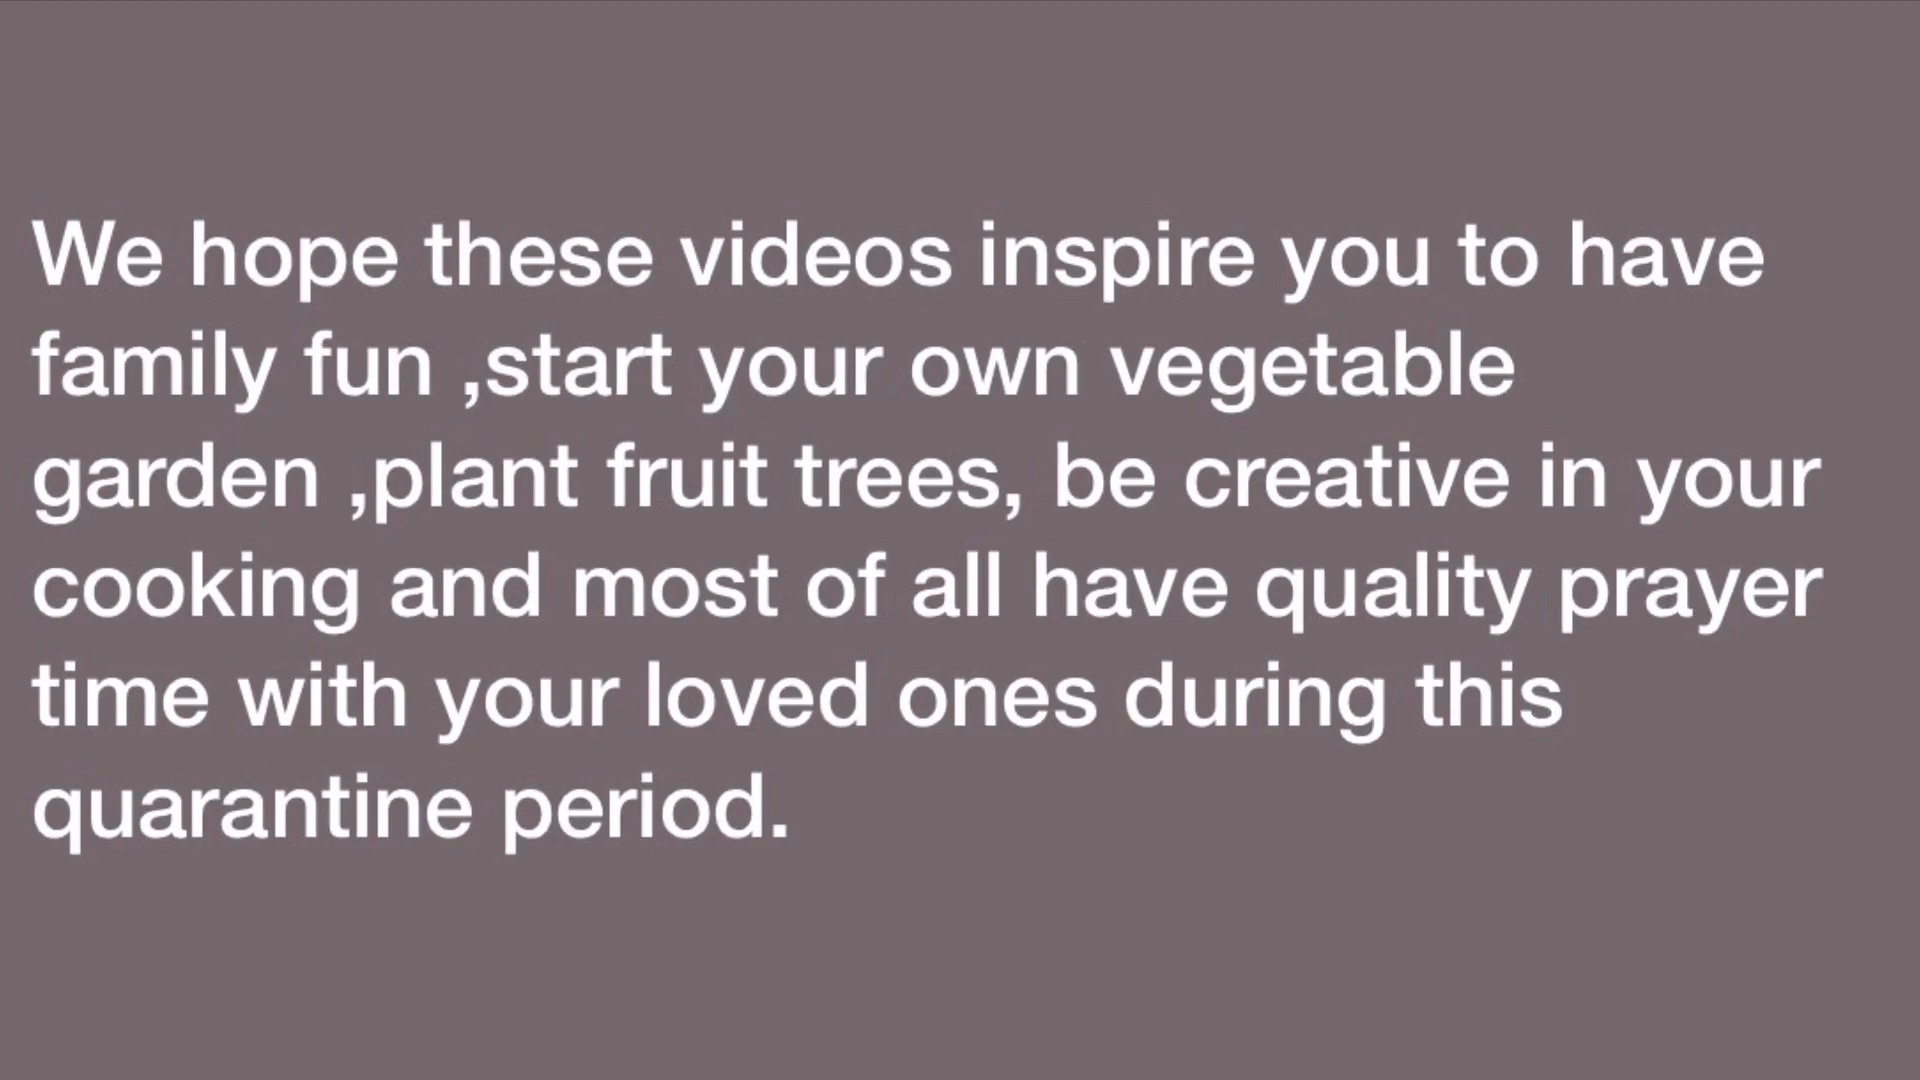 We hope these videos inspire you to have
family fun ,start your own vegetable
garden ,plant fruit trees, be creative in your
cooking and most of all have quality prayer
time with your loved ones during this
quarantine period.